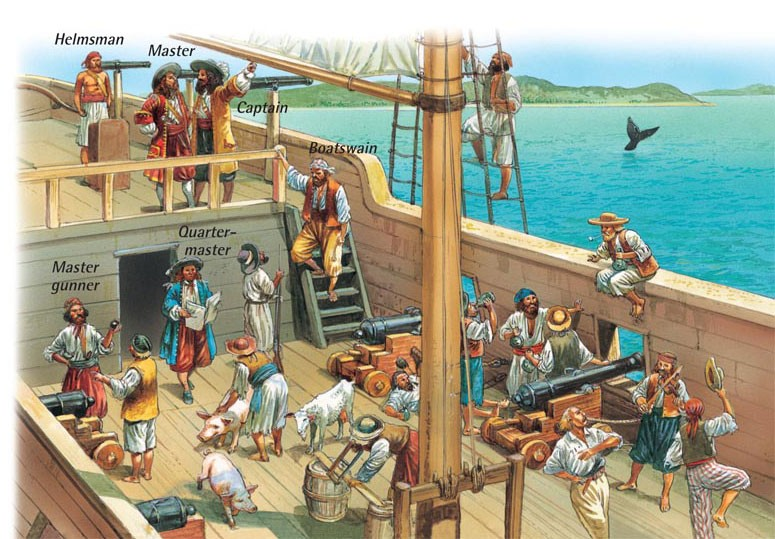 Helmsman
Master
Captain
Boatswain
Quarter-
master
Master
gunner